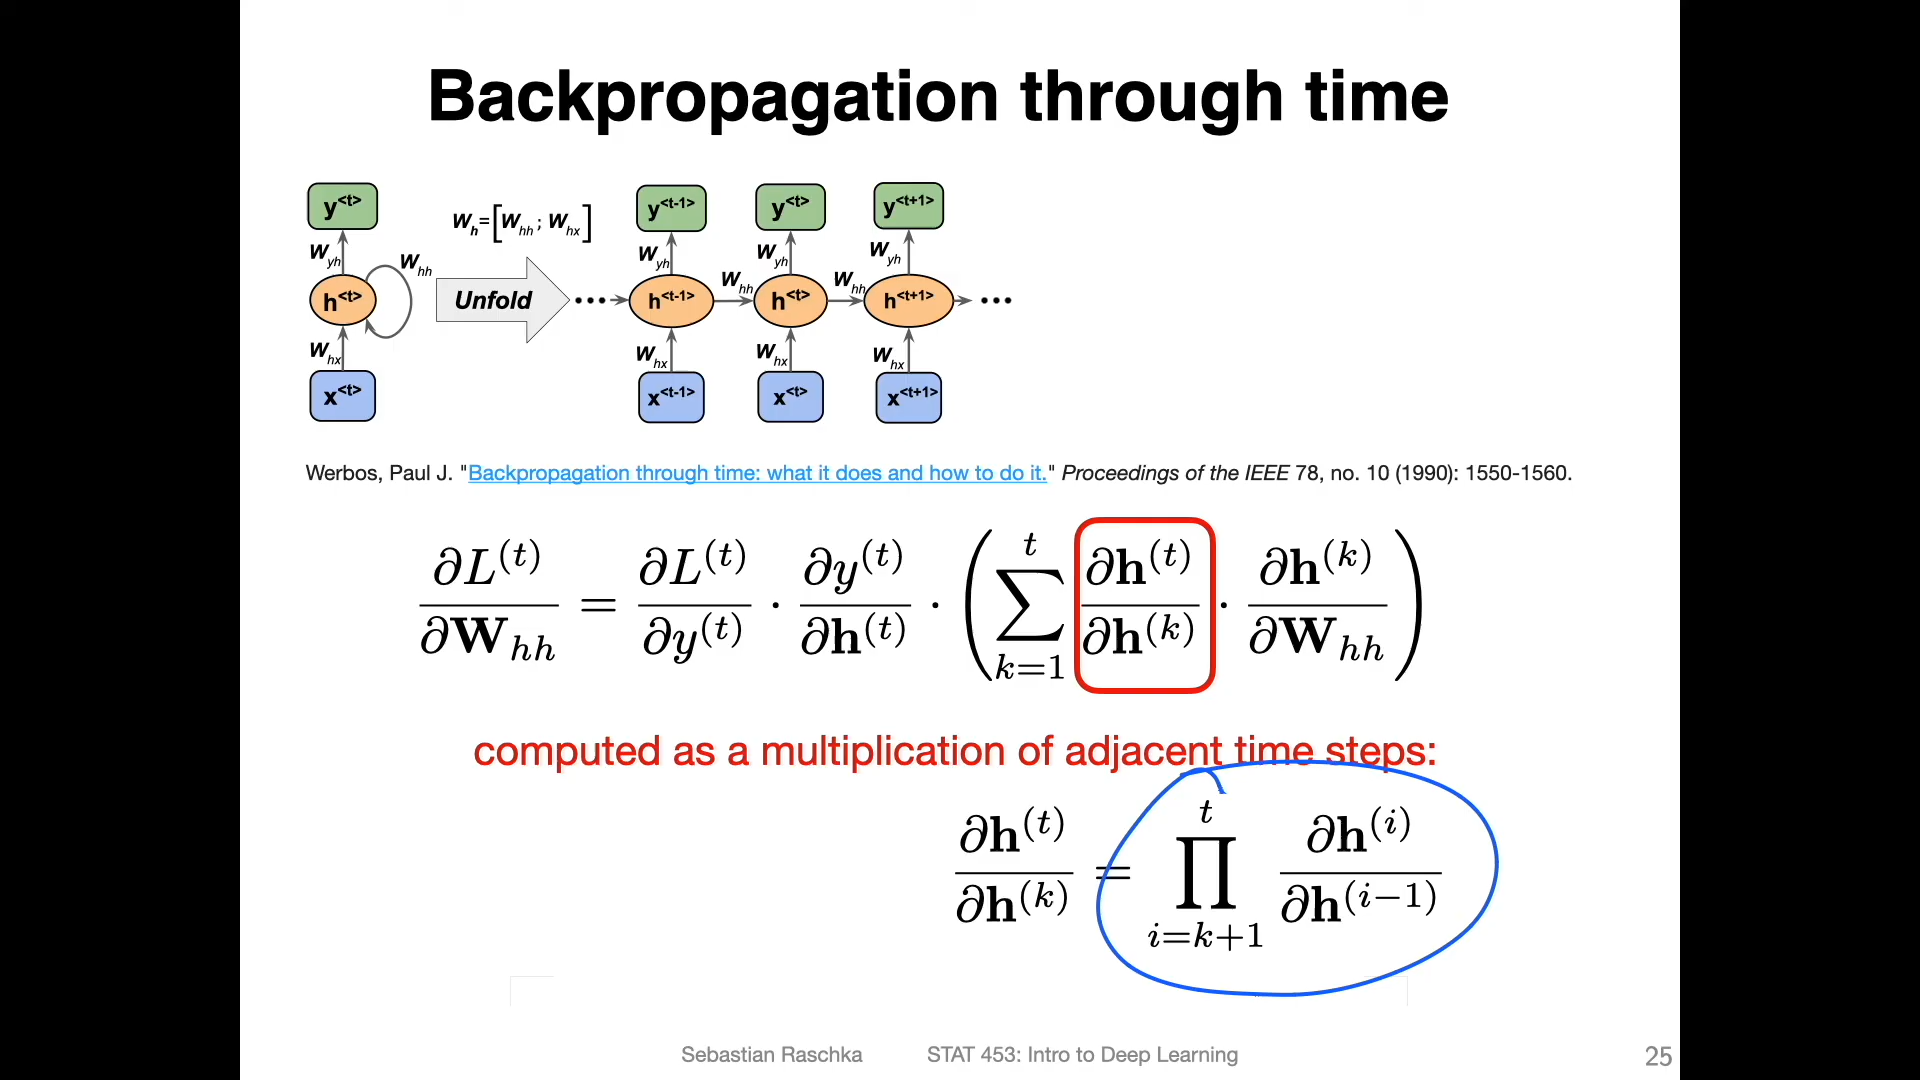 Backpropagation through time
y<t> W_h=[W_hh ; W_hx] y<t-1> y<t> y<t+1>
W_yh W_yh W_yh W_yh
W_hh W_hh W_hh
h<t> Unfold ••• h<t-1> h<t> h<t+1> •••
W_hx W_hx W_hx W_hx
x<t> x<t-1> x<t> x<t+1>
Werbos, Paul J. "Backpropagation through time: what it does and how to do it." Proceedings of the IEEE 78, no. 10 (1990): 1550-1560.
∂L^(t)/∂W_hh = ∂L^(t)/∂y^(t) · ∂y^(t)/∂h^(t) · (∑_{k=1}^{t} ∂h^(t)/∂h^(k) · ∂h^(k)/∂W_hh)
computed as a multiplication of adjacent time steps:
∂h^(t)/∂h^(k) = ∏_{i=k+1}^{t} ∂h^(i)/∂h^(i−1)
Sebastian Raschka STAT 453: Intro to Deep Learning 25